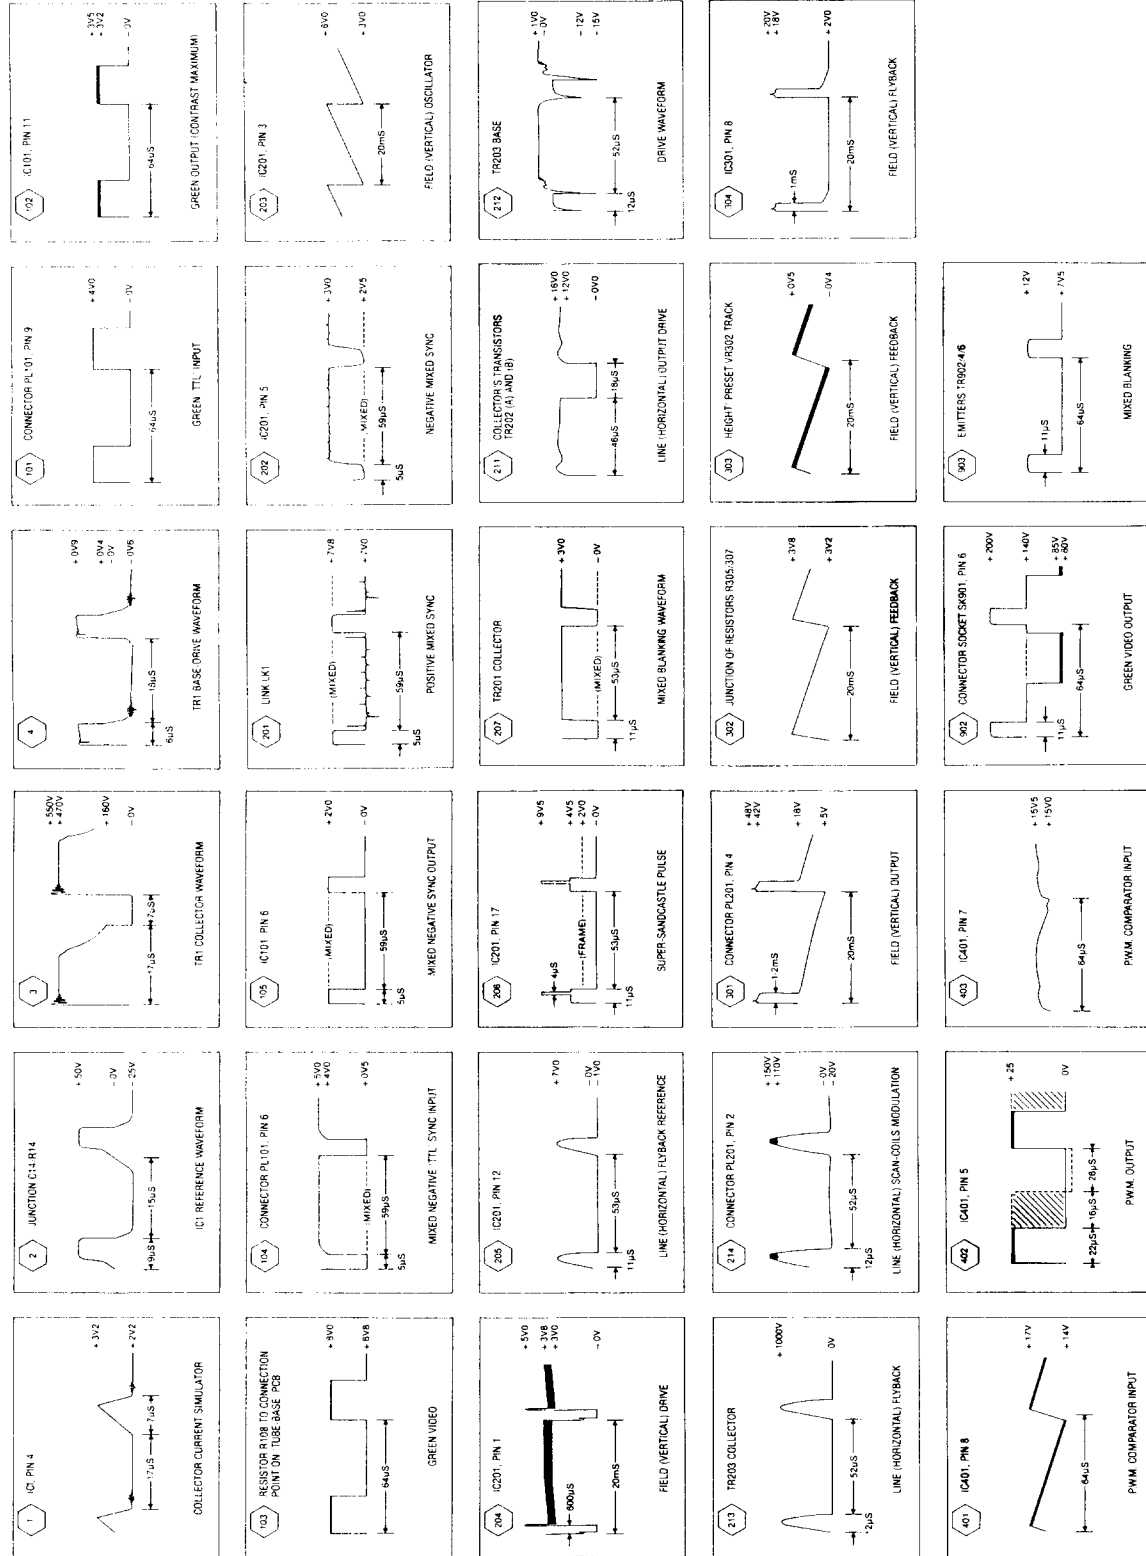 1
IC1, PIN 4
+3V2
+2V2
17µS
7µS
COLLECTOR CURRENT SIMULATOR
2
JUNCTION C14/R14
+50V
-0V
-25V
9µS
15µS
IC1 REFERENCE WAVEFORM
3
+550V
+470V
+160V
-0V
17µS
7µS
TR1 COLLECTOR WAVEFORM
4
+0V9
+0V4
-0V
-0V6
6µS
18µS
TR1 BASE-DRIVE WAVEFORM
101
CONNECTOR PL101, PIN 9
+4V0
-0V
64µS
GREEN 'TTL' INPUT
102
IC101, PIN 11
+3V5
+3V2
-0V
64µS
GREEN OUTPUT (CONTRAST MAXIMUM)
103
RESISTOR R108 TO CONNECTION
POINT ON 'TUBE BASE' PCB
+8V0
+6V8
64µS
GREEN VIDEO
104
CONNECTOR PL101, PIN 6
+5V0
+4V0
+0V5
(MIXED)
5µS
59µS
MIXED NEGATIVE 'TTL' SYNC INPUT
105
IC101, PIN 6
+2V0
-0V
(MIXED)
5µS
59µS
MIXED NEGATIVE SYNC OUTPUT
201
LINK LK1
+7V8
+7V0
(MIXED)
5µS
59µS
POSITIVE MIXED SYNC
202
IC201, PIN 5
+3V0
+2V5
(MIXED)
5µS
59µS
NEGATIVE MIXED SYNC
203
IC201, PIN 3
+6V0
+3V0
20mS
FIELD (VERTICAL) OSCILLATOR
204
IC201, PIN 1
+5V0
+3V8
+3V0
-0V
600µS
20mS
FIELD (VERTICAL) DRIVE
205
IC201, PIN 12
+7V0
-0V
-1V0
11µS
53µS
LINE (HORIZONTAL) FLYBACK REFERENCE
206
IC201, PIN 17
+9V5
+4V5
+2V0
-0V
4µS
(FRAME)
11µS
53µS
SUPER-SANDCASTLE PULSE
207
TR201 COLLECTOR
+3V0
-0V
(MIXED)
11µS
53µS
MIXED BLANKING WAVEFORM
211
COLLECTOR'S TRANSISTORS
TR202 (A) AND (B)
+16V0
+12V0
-0V0
46µS
18µS
LINE (HORIZONTAL) OUTPUT DRIVE
212
TR203 BASE
+1V0
-0V
-12V
-15V
12µS
52µS
DRIVE WAVEFORM
213
TR203 COLLECTOR
+1000V
0V
12µS
52µS
LINE (HORIZONTAL) FLYBACK
214
CONNECTOR PL201, PIN 2
+150V
+110V
-0V
-20V
12µS
52µS
LINE (HORIZONTAL) SCAN-COILS MODULATION
301
CONNECTOR PL201, PIN 4
+48V
+42V
+18V
+5V
1·2mS
20mS
FIELD (VERTICAL) OUTPUT
302
JUNCTION OF RESISTORS R305/307
+3V8
+3V2
20mS
FIELD (VERTICAL) FEEDBACK
303
HEIGHT-PRESET VR302 TRACK
+0V5
-0V4
20mS
FIELD (VERTICAL) FEEDBACK
304
IC301, PIN 8
+20V
+18V
+2V0
1mS
20mS
FIELD (VERTICAL) FLYBACK
401
IC401, PIN 8
+17V
+14V
64µS
P.W.M. COMPARATOR INPUT
402
IC401, PIN 5
+25
0V
22µS
16µS
26µS
P.W.M. OUTPUT
403
IC401, PIN 7
+15V5
+15V0
64µS
P.W.M. COMPARATOR INPUT
902
CONNECTOR SOCKET SK901, PIN 6
+200V
+140V
+85V
+80V
11µS
64µS
GREEN VIDEO OUTPUT
903
EMITTERS TR902/4/6
+12V
+7V5
11µS
64µS
MIXED BLANKING